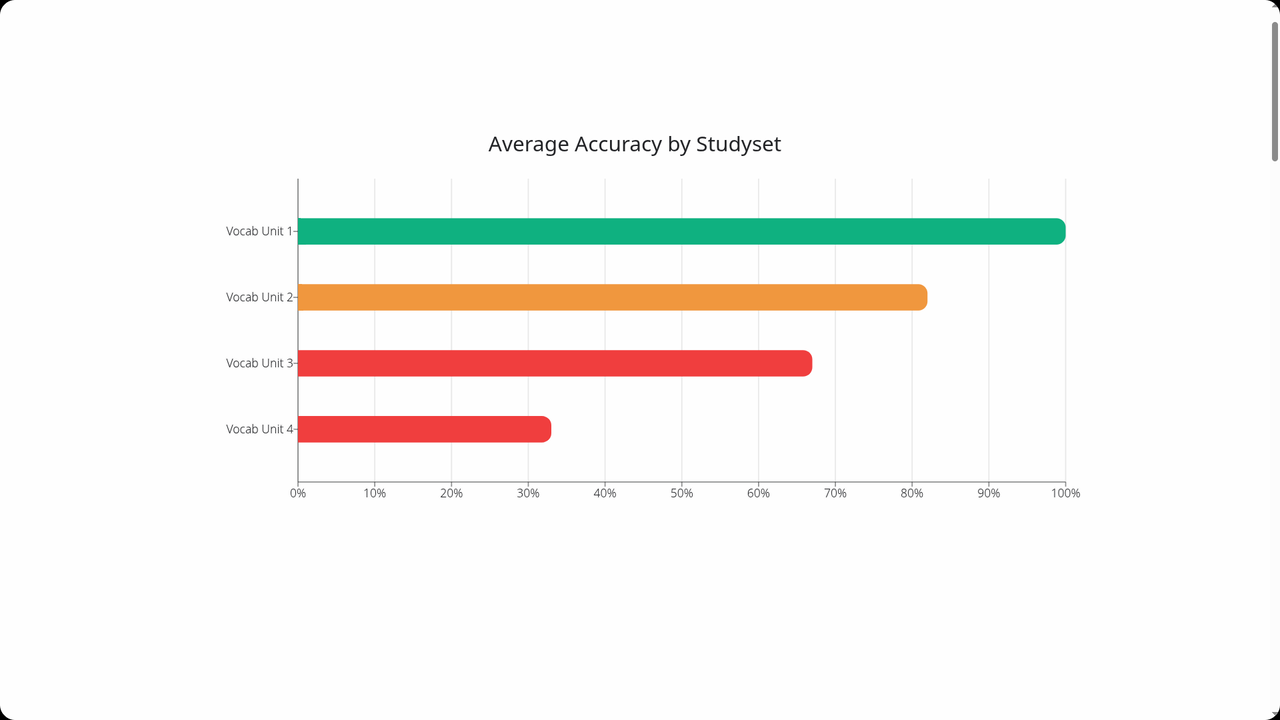 Average Accuracy by Studyset
Vocab Unit 1
Vocab Unit 2
Vocab Unit 3
Vocab Unit 4
0% 10% 20% 30% 40% 50% 60% 70% 80% 90% 100%